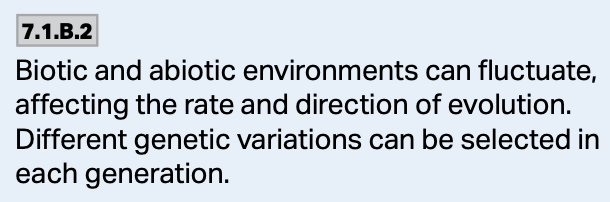 7.1.B.2
Biotic and abiotic environments can fluctuate,
affecting the rate and direction of evolution.
Different genetic variations can be selected in
each generation.